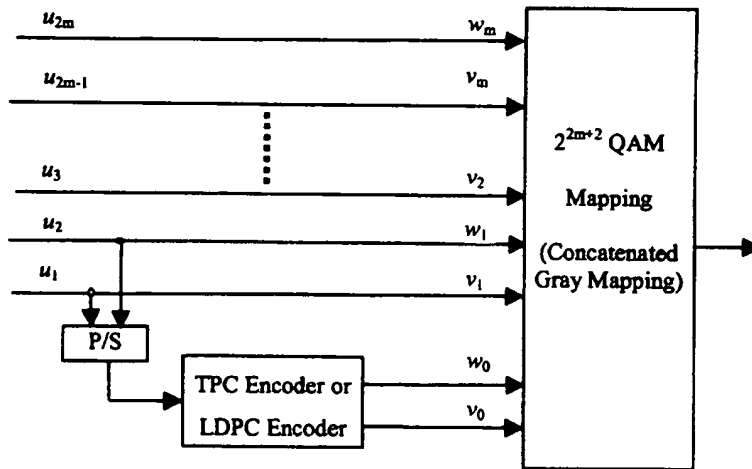 u2m wm
u2m-1 vm
2^2m+2 QAM
u3 v2
Mapping
u2 w1
(Concatenated
u1 v1
Gray Mapping)
P/S
w0
TPC Encoder or
v0
LDPC Encoder